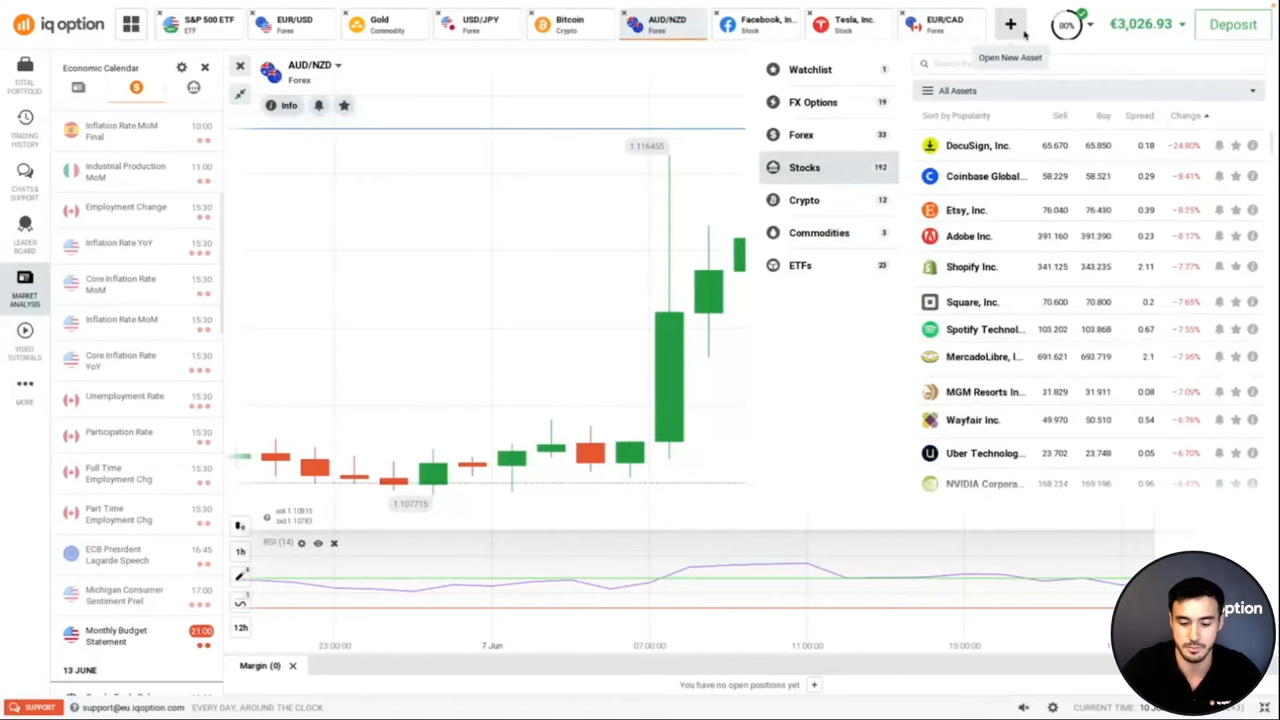 iq option
S&P 500 ETF
ETF
EUR/USD
Forex
Gold
Commodity
USD/JPY
Forex
Bitcoin
Crypto
AUD/NZD
Forex
Facebook, In...
Stock
Tesla, Inc.
Stock
EUR/CAD
Forex
+
80%
€3,026.93
Deposit
Open New Asset
TOTAL
PORTFOLIO
TRADING
HISTORY
CHATS &
SUPPORT
LEADER
BOARD
MARKET
ANALYSIS
VIDEO
TUTORIALS
MORE
Economic Calendar
Inflation Rate MoM
Final
10:00
Industrial Production
MoM
11:00
Employment Change
15:30
Inflation Rate YoY
15:30
Core Inflation Rate
MoM
15:30
Inflation Rate MoM
15:30
Core Inflation Rate
YoY
15:30
Unemployment Rate
15:30
Participation Rate
15:30
Full Time
Employment Chg
15:30
Part Time
Employment Chg
15:30
ECB President
Lagarde Speech
16:45
Michigan Consumer
Sentiment Prel
17:00
Monthly Budget
Statement
21:00
13 JUNE
AUD/NZD
Forex
Info
1.116455
1.107715
ask 1.10815
bid 1.10783
RSI (14)
1h
12h
23:00:00
7 Jun
07:00:00
11:00:00
15:00:00
Margin (0)
You have no open positions yet
Watchlist 1
FX Options 19
Forex 33
Stocks 192
Crypto 12
Commodities 3
ETFs 23
Search by
All Assets
Sort by Popularity Sell Buy Spread Change
DocuSign, Inc. 65.670 65.850 0.18 -24.80%
Coinbase Global... 58.229 58.521 0.29 -8.41%
Etsy, Inc. 76.040 76.430 0.39 -8.25%
Adobe Inc. 391.160 391.390 0.23 -8.17%
Shopify Inc. 341.125 343.235 2.11 -7.77%
Square, Inc. 70.600 70.800 0.2 -7.65%
Spotify Technol... 103.202 103.868 0.67 -7.55%
MercadoLibre, I... 691.621 693.719 2.1 -7.36%
MGM Resorts In... 31.829 31.911 0.08 -7.09%
Wayfair Inc. 49.970 50.510 0.54 -6.76%
Uber Technolog... 23.702 23.748 0.05 -6.70%
NVIDIA Corpora... 168.234 169.196 0.96 -6.42%
option
SUPPORT
support@eu.iqoption.com
EVERY DAY, AROUND THE CLOCK
CURRENT TIME: 10